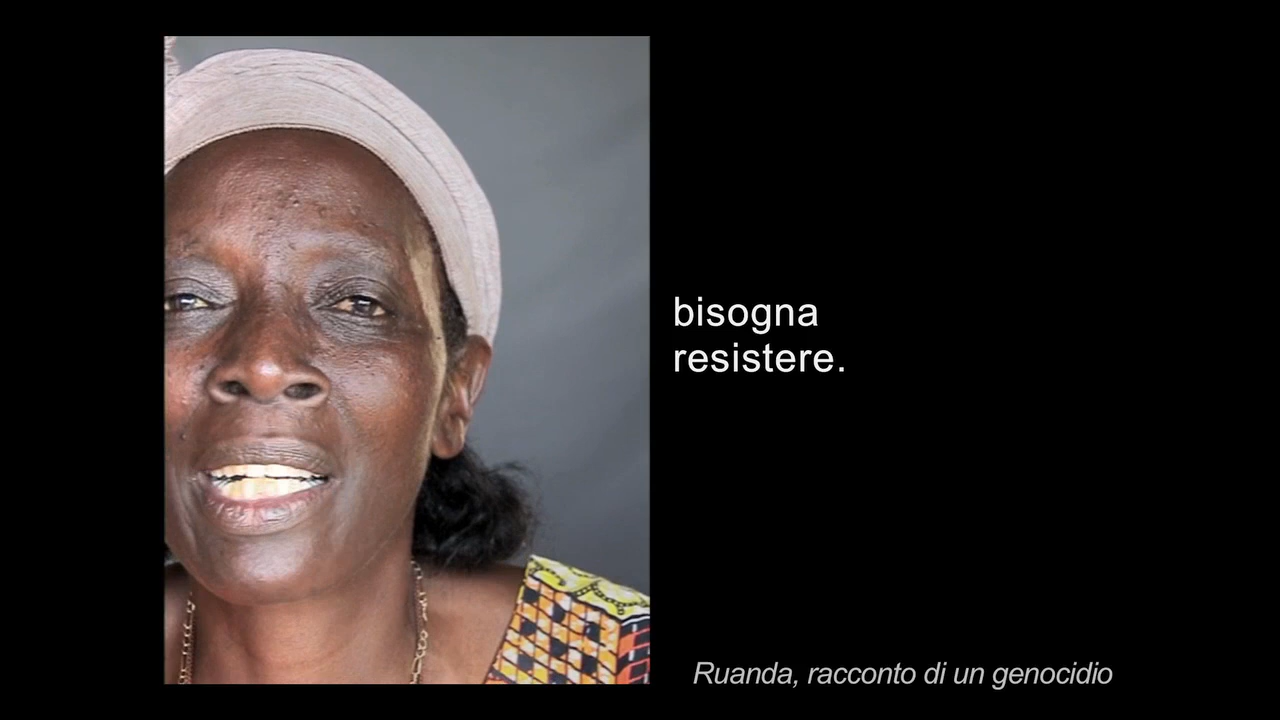 bisogna
resistere.
Ruanda, racconto di un genocidio